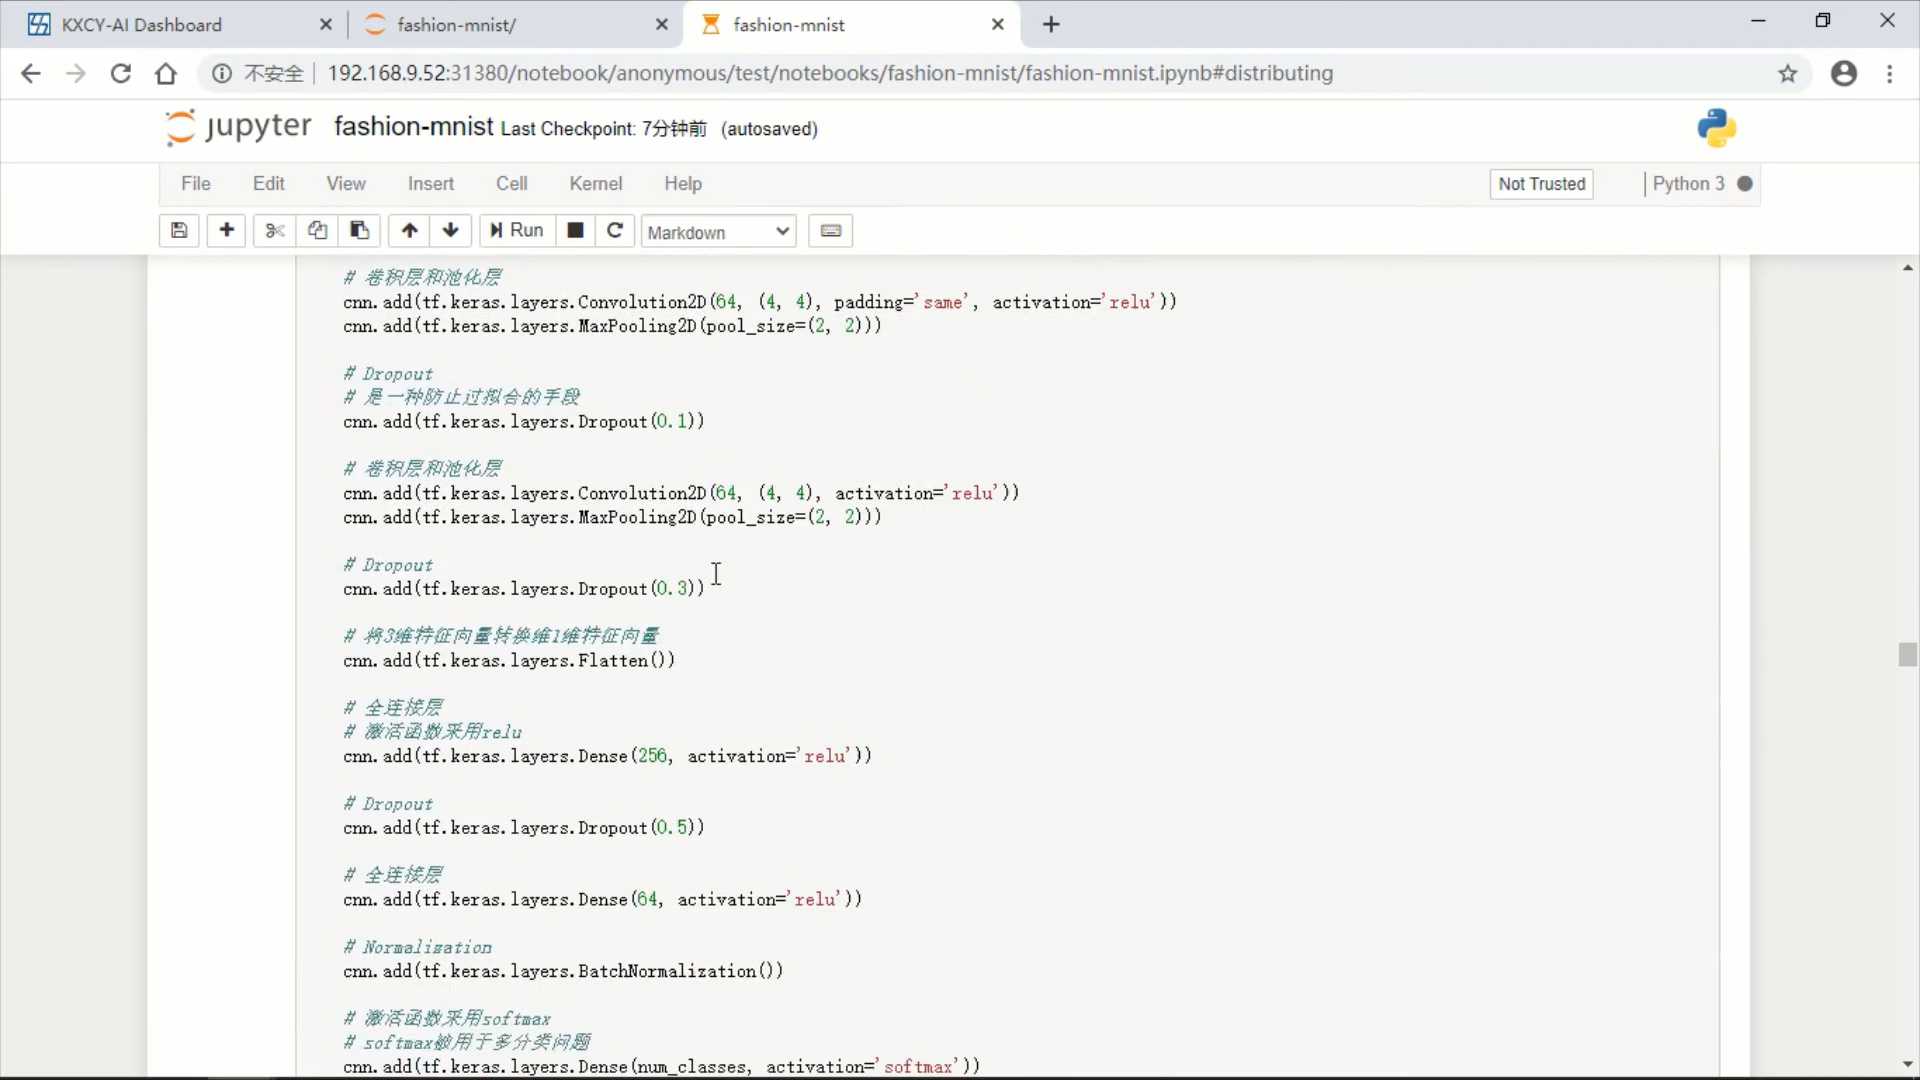 KXCY-AI Dashboard
fashion-mnist/
fashion-mnist
不安全
192.168.9.52:31380/notebook/anonymous/test/notebooks/fashion-mnist/fashion-mnist.ipynb#distributing
jupyter fashion-mnist Last Checkpoint: 7分钟前 (autosaved)
File Edit View Insert Cell Kernel Help Not Trusted Python 3
Run Markdown
# 卷积层和池化层
cnn.add(tf.keras.layers.Convolution2D(64, (4, 4), padding='same', activation='relu'))
cnn.add(tf.keras.layers.MaxPooling2D(pool_size=(2, 2)))
# Dropout
# 是一种防止过拟合的手段
cnn.add(tf.keras.layers.Dropout(0.1))
# 卷积层和池化层
cnn.add(tf.keras.layers.Convolution2D(64, (4, 4), activation='relu'))
cnn.add(tf.keras.layers.MaxPooling2D(pool_size=(2, 2)))
# Dropout
cnn.add(tf.keras.layers.Dropout(0.3))
# 将3维特征向量转换维1维特征向量
cnn.add(tf.keras.layers.Flatten())
# 全连接层
# 激活函数采用relu
cnn.add(tf.keras.layers.Dense(256, activation='relu'))
# Dropout
cnn.add(tf.keras.layers.Dropout(0.5))
# 全连接层
cnn.add(tf.keras.layers.Dense(64, activation='relu'))
# Normalization
cnn.add(tf.keras.layers.BatchNormalization())
# 激活函数采用softmax
# softmax被用于多分类问题
cnn.add(tf.keras.layers.Dense(num_classes, activation='softmax'))